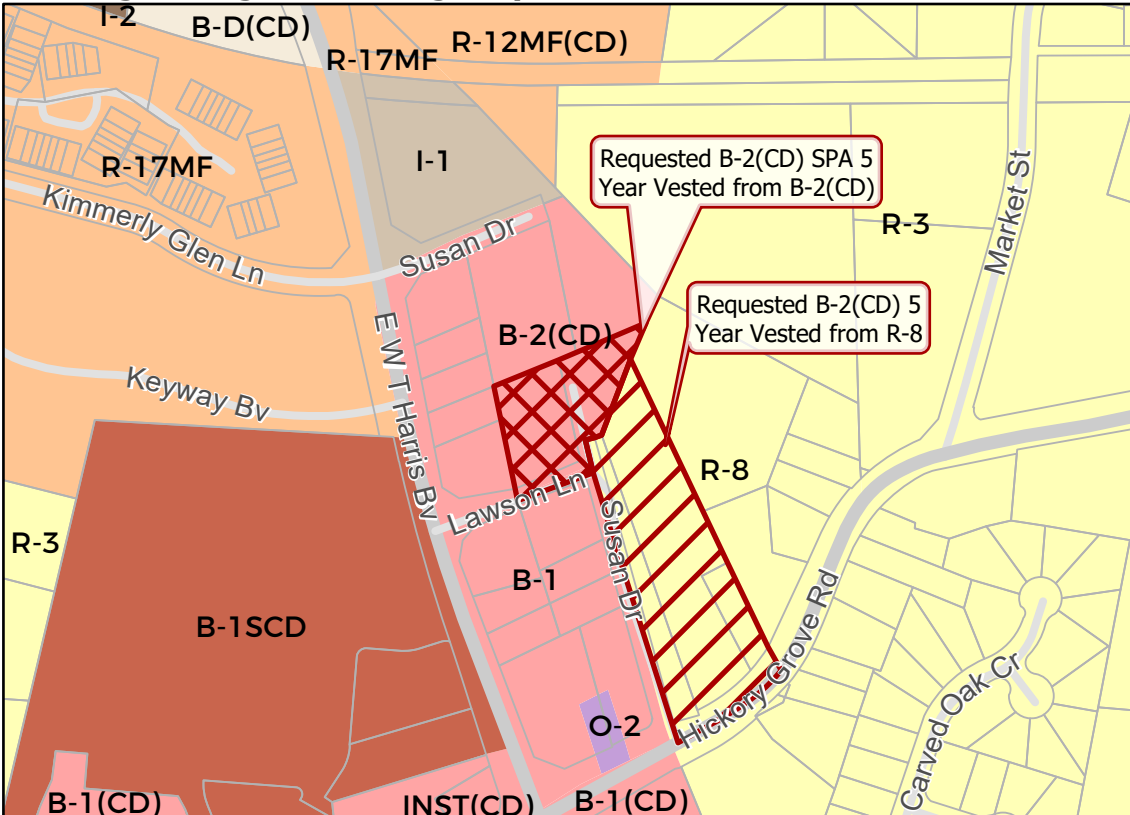 I-2
B-D(CD)
R-17MF
R-12MF(CD)
R-17MF
I-1
Requested B-2(CD) SPA 5
Year Vested from B-2(CD)
R-3
Market St
Kimmerly Glen Ln
Susan Dr
Requested B-2(CD) 5
Year Vested from R-8
B-2(CD)
E W T Harris Bv
Keyway Bv
R-8
Lawson Ln
Susan Dr
R-3
B-1
B-1SCD
Hickory Grove Rd
Carved Oak Cr
O-2
B-1(CD)
INST(CD)
B-1(CD)